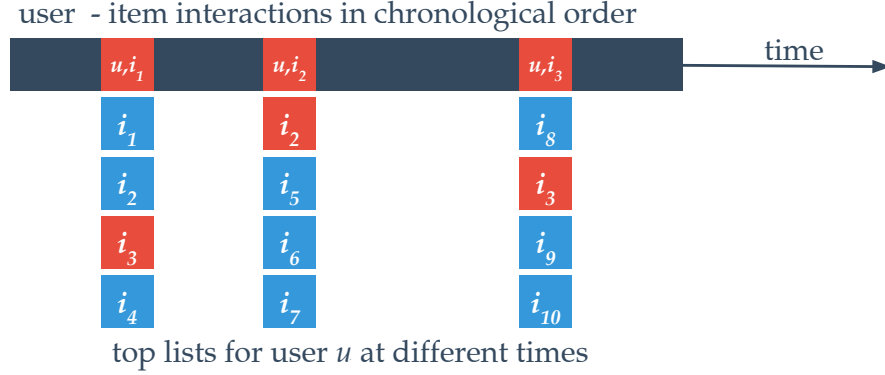 user - item interactions in chronological order
time
u,i₁ u,i₂ u,i₃
i₁ i₂ i₈
i₂ i₅ i₃
i₃ i₆ i₉
i₄ i₇ i₁₀
top lists for user u at different times